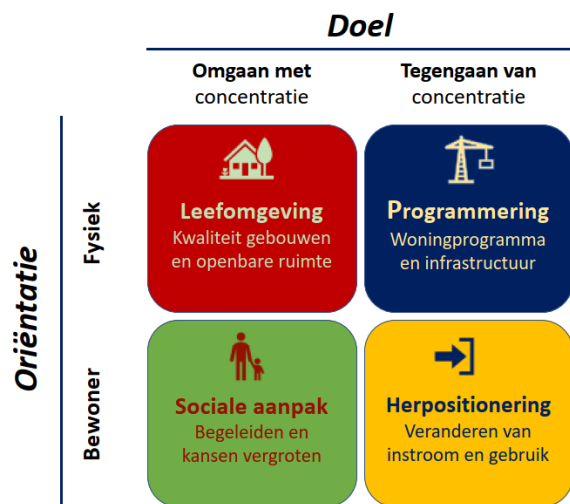 Doel
Omgaan met
concentratie
Tegengaan van
concentratie
Oriëntatie
Fysiek
Leefomgeving
Kwaliteit gebouwen
en openbare ruimte
Programmering
Woningprogramma
en infrastructuur
Bewoner
Sociale aanpak
Begeleiden en
kansen vergroten
Herpositionering
Veranderen van
instroom en gebruik